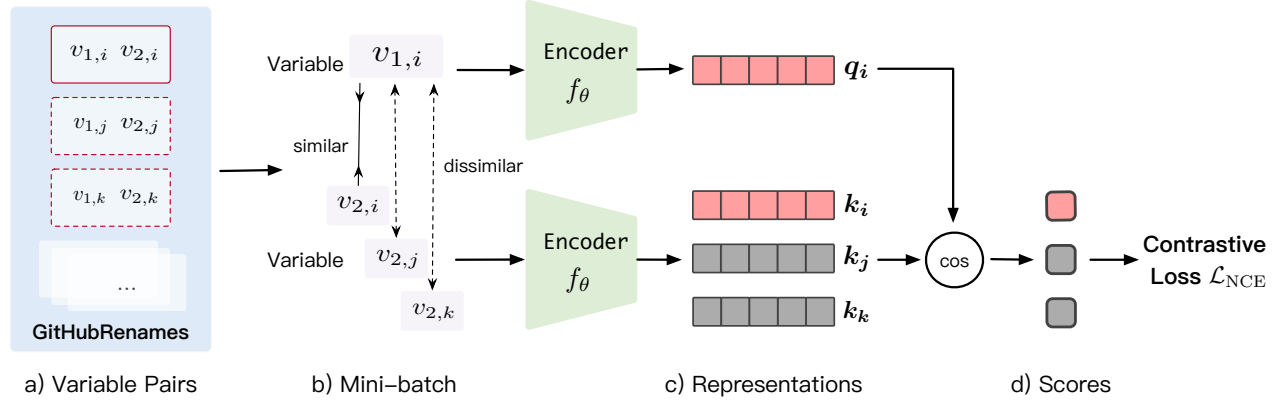 v1,i v2,i
v1,j v2,j
v1,k v2,k
...
GitHubRenames
a) Variable Pairs
Variable v1,i
similar
dissimilar
v2,i
Variable v2,j
v2,k
b) Mini-batch
Encoder
fθ
Encoder
fθ
qi
ki
kj
kk
c) Representations
cos
d) Scores
Contrastive
Loss ℒNCE